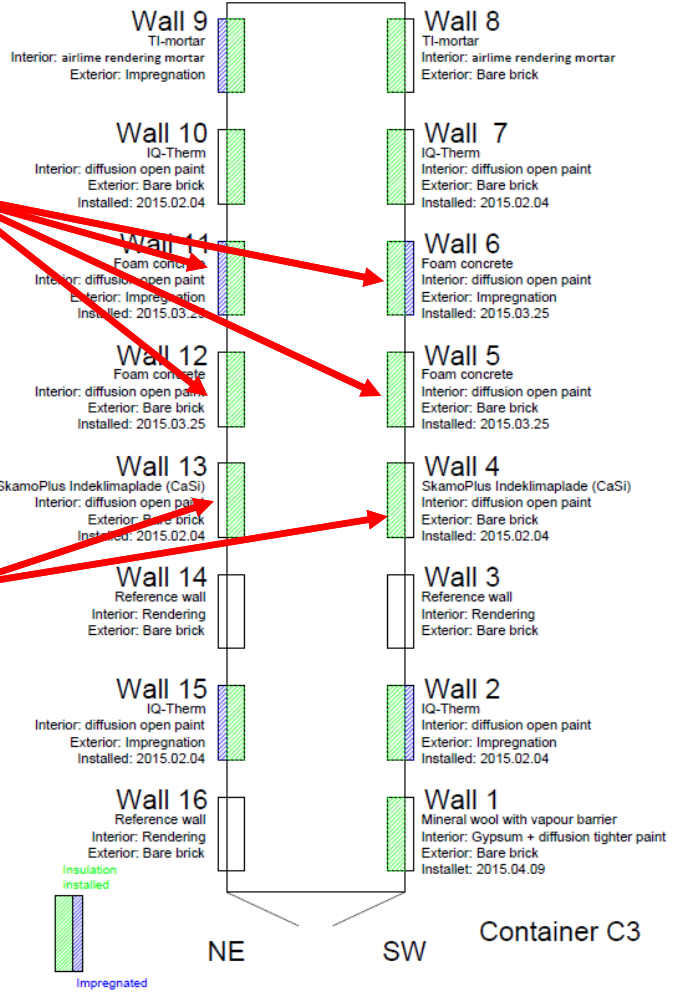 Wall 9
TI-mortar
Interior: airlime rendering mortar
Exterior: Impregnation
Wall 8
TI-mortar
Interior: airlime rendering mortar
Exterior: Bare brick
Wall 10
IQ-Therm
Interior: diffusion open paint
Exterior: Bare brick
Installed: 2015.02.04
Wall 7
IQ-Therm
Interior: diffusion open paint
Exterior: Bare brick
Installed: 2015.02.04
Wall 11
Foam concrete
Interior: diffusion open paint
Exterior: Impregnation
Installed: 2015.03.25
Wall 6
Foam concrete
Interior: diffusion open paint
Exterior: Impregnation
Installed: 2015.03.25
Wall 12
Foam concrete
Interior: diffusion open paint
Exterior: Bare brick
Installed: 2015.03.25
Wall 5
Foam concrete
Interior: diffusion open paint
Exterior: Bare brick
Installed: 2015.03.25
Wall 13
SkamoPlus Indeklimaplade (CaSi)
Interior: diffusion open paint
Exterior: Bare brick
Installed: 2015.02.04
Wall 4
SkamoPlus Indeklimaplade (CaSi)
Interior: diffusion open paint
Exterior: Bare brick
Installed: 2015.02.04
Wall 14
Reference wall
Interior: Rendering
Exterior: Bare brick
Wall 3
Reference wall
Interior: Rendering
Exterior: Bare brick
Wall 15
IQ-Therm
Interior: diffusion open paint
Exterior: Impregnation
Installed: 2015.02.04
Wall 2
IQ-Therm
Interior: diffusion open paint
Exterior: Impregnation
Installed: 2015.02.04
Wall 16
Reference wall
Interior: Rendering
Exterior: Bare brick
Wall 1
Mineral wool with vapour barrier
Interior: Gypsum + diffusion tighter paint
Exterior: Bare brick
Installet: 2015.04.09
Insulation
installed
Impregnated
NE
SW
Container C3